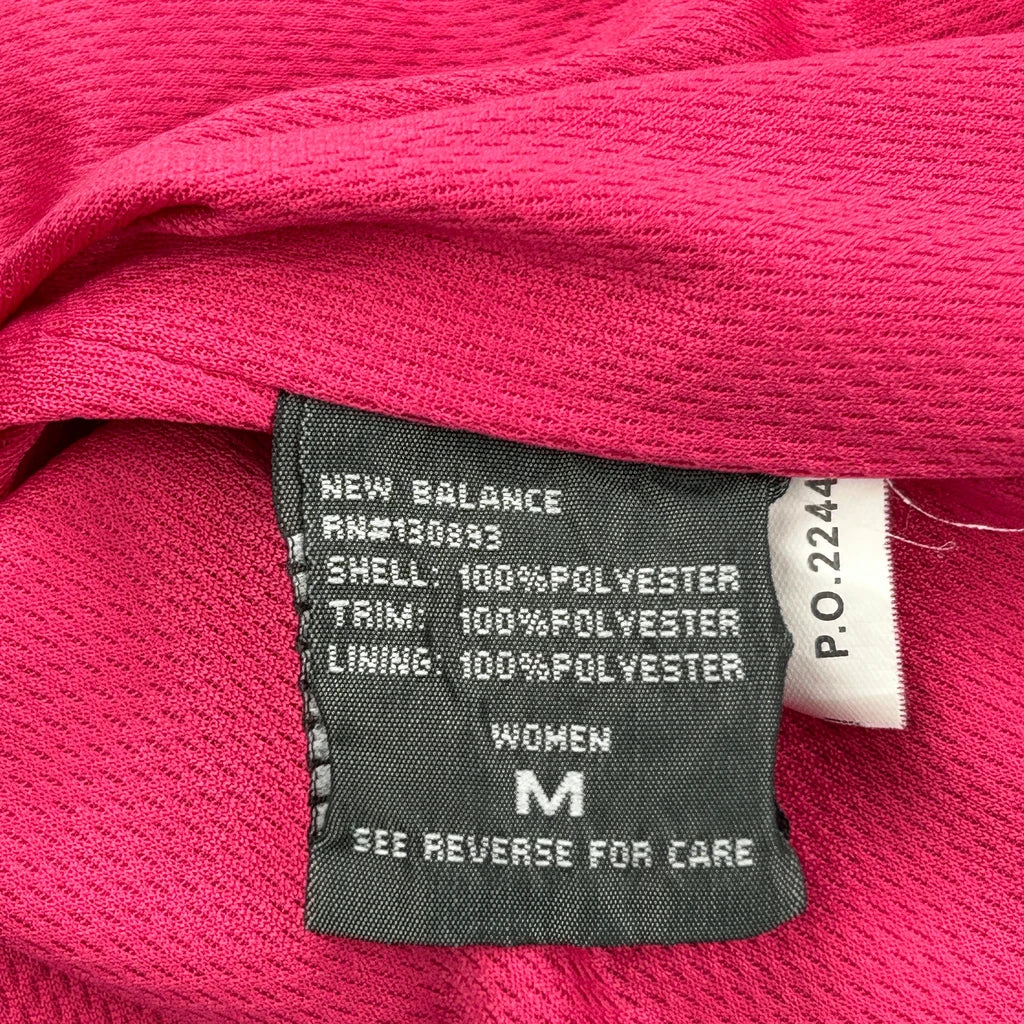 NEW BALANCE
RN#130893
SHELL: 100%POLYESTER
TRIM: 100%POLYESTER
LINING: 100%POLYESTER
WOMEN
M
SEE REVERSE FOR CARE
P.O.2244